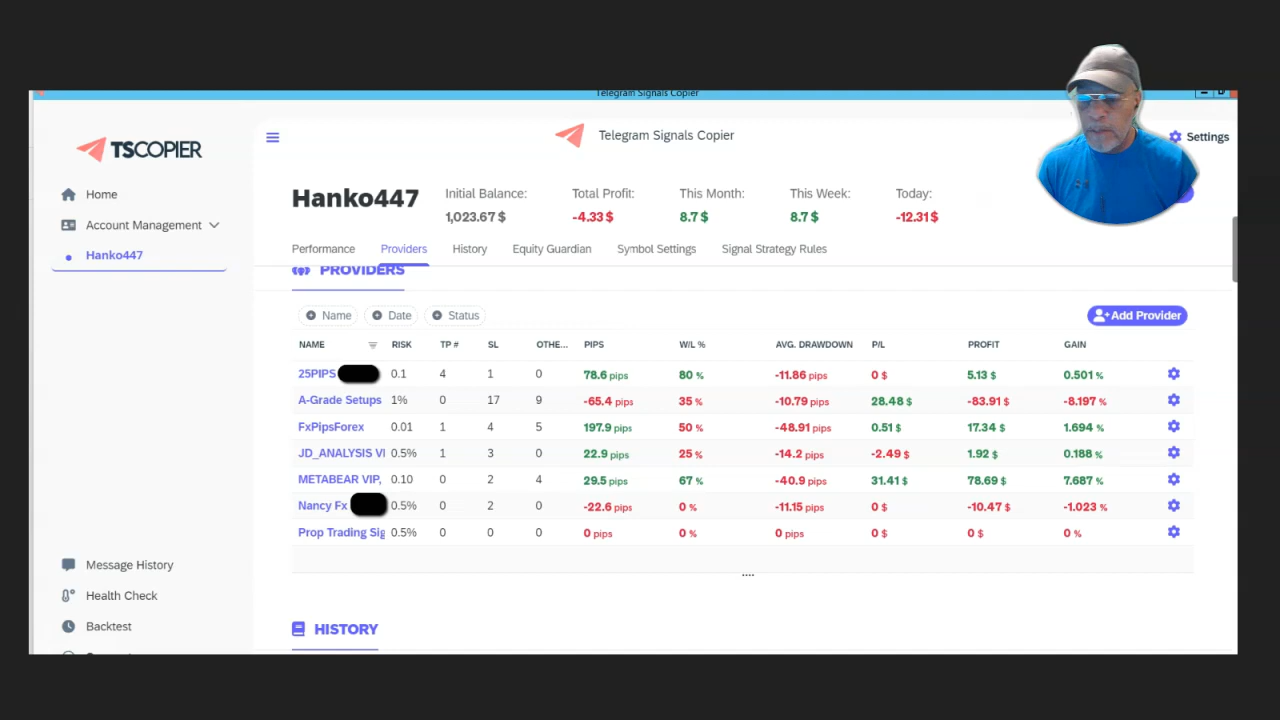 Telegram Signals Copier
TSCOPIER
Telegram Signals Copier
Settings
Home
Account Management
Hanko447
Hanko447
Initial Balance: Total Profit: This Month: This Week: Today:
1,023.67 $ -4.33 $ 8.7 $ 8.7 $ -12.31 $
Performance Providers History Equity Guardian Symbol Settings Signal Strategy Rules
PROVIDERS
Name Date Status Add Provider
NAME RISK TP # SL OTHE... PIPS W/L % AVG. DRAWDOWN P/L PROFIT GAIN
25PIPS 0.1 4 1 0 78.6 pips 80 % -11.86 pips 0 $ 5.13 $ 0.501 %
A-Grade Setups 1% 0 17 9 -65.4 pips 35 % -10.79 pips 28.48 $ -83.91 $ -8.197 %
FxPipsForex 0.01 1 4 5 197.9 pips 50 % -48.91 pips 0.51 $ 17.34 $ 1.694 %
JD_ANALYSIS VI 0.5% 1 3 0 22.9 pips 25 % -14.2 pips -2.49 $ 1.92 $ 0.188 %
METABEAR VIP, 0.10 0 2 4 29.5 pips 67 % -40.9 pips 31.41 $ 78.69 $ 7.687 %
Nancy Fx 0.5% 0 2 0 -22.6 pips 0 % -11.15 pips 0 $ -10.47 $ -1.023 %
Prop Trading Sig 0.5% 0 0 0 0 pips 0 % 0 pips 0 $ 0 $ 0 %
....
Message History
Health Check
Backtest
HISTORY